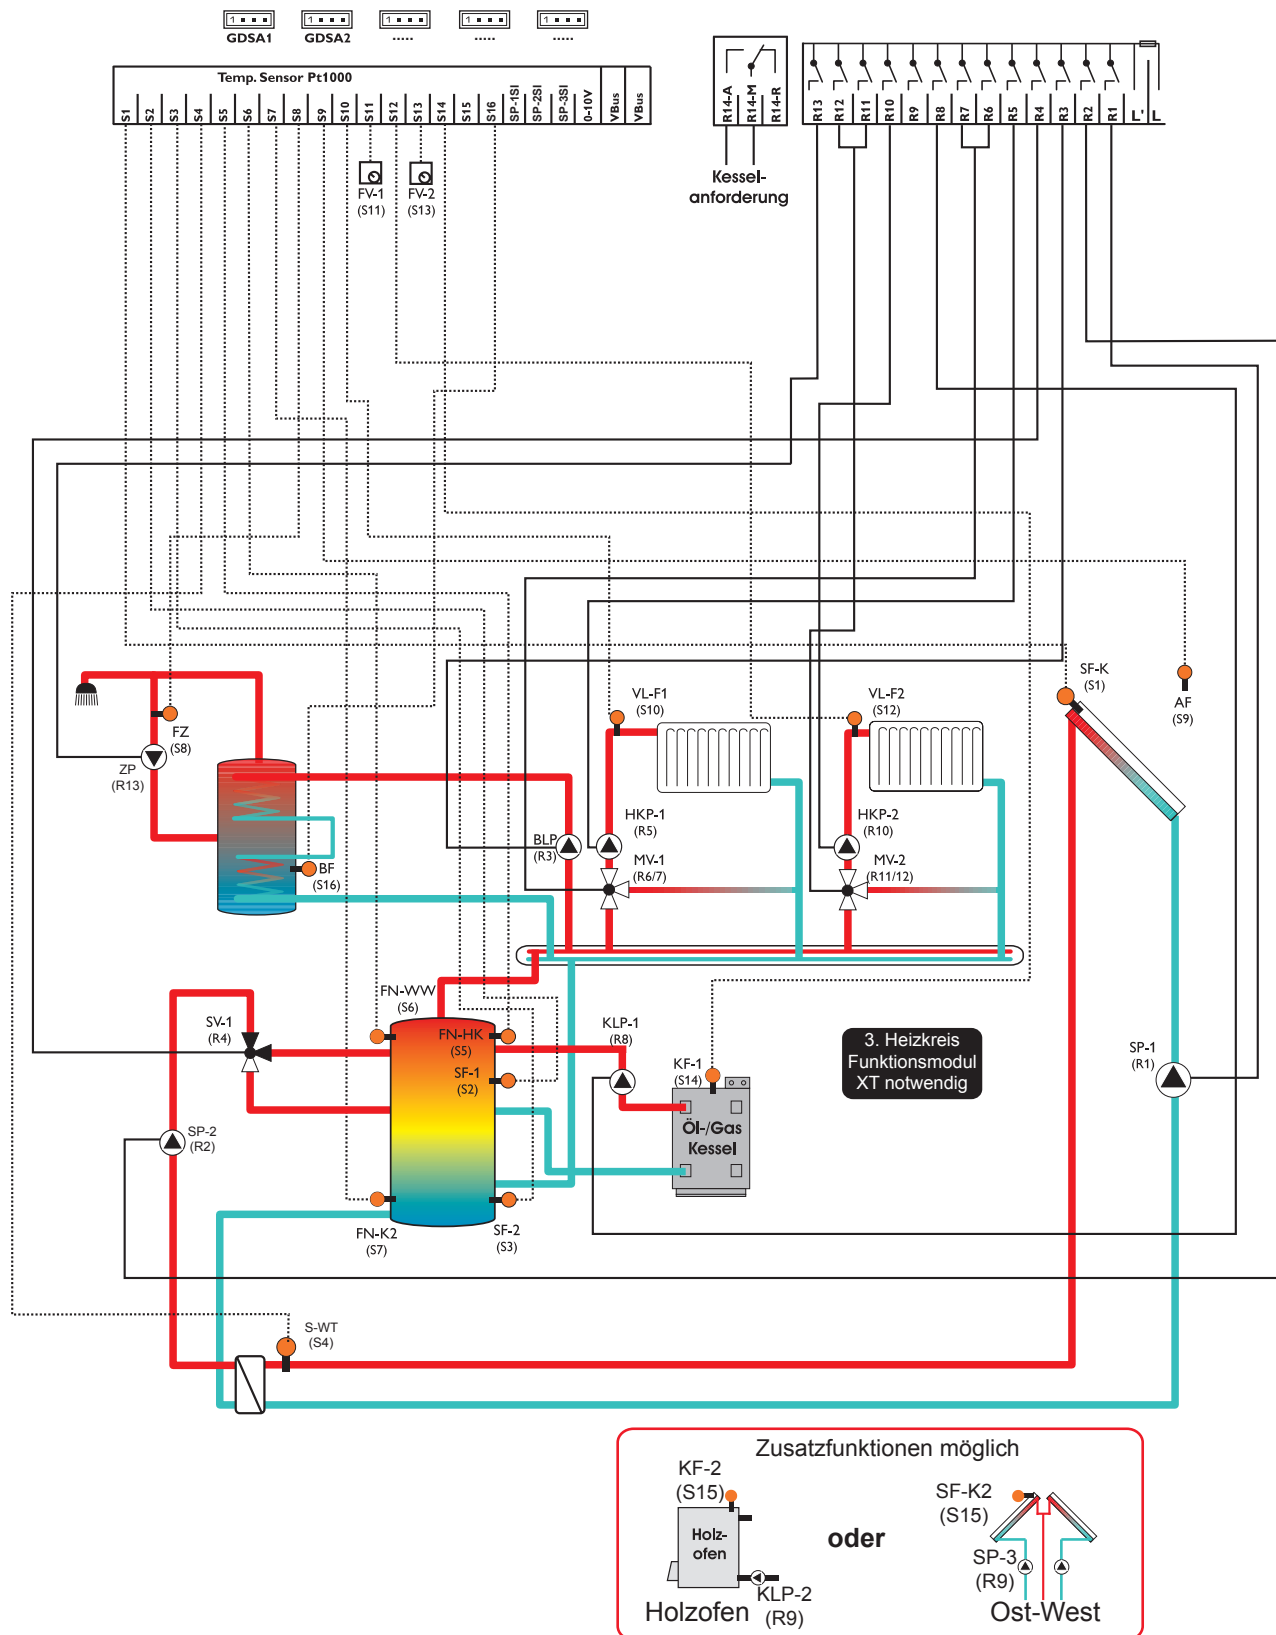 1
1
1
1
1
GDSA1
GDSA2
.....
.....
.....
Temp. Sensor Pt1000
S1
S2
S3
S4
S5
S6
S7
S8
S9
S10
S11
S12
S13
S14
S15
S16
SP-1SI
SP-2SI
SP-3SI
0-10V
VBus
VBus
R14-A
R14-M
R14-R
R13
R12
R11
R10
R9
R8
R7
R6
R5
R4
R3
R2
R1
L'
L
Kessel-
anforderung
FV-1
(S11)
FV-2
(S13)
SF-K
(S1)
AF
(S9)
VL-F1
(S10)
VL-F2
(S12)
FZ
(S8)
ZP
(R13)
HKP-1
(R5)
HKP-2
(R10)
BLP
(R3)
MV-1
(R6/7)
MV-2
(R11/12)
BF
(S16)
FN-WW
(S6)
SV-1
(R4)
FN-HK
(S5)
KLP-1
(R8)
SF-1
(S2)
KF-1
(S14)
3. Heizkreis
Funktionsmodul
XT notwendig
SP-1
(R1)
Öl-/Gas
Kessel
SP-2
(R2)
FN-K2
(S7)
SF-2
(S3)
S-WT
(S4)
Zusatzfunktionen möglich
KF-2
(S15)
Holz-
ofen
KLP-2
(R9)
Holzofen
oder
SF-K2
(S15)
SP-3
(R9)
Ost-West